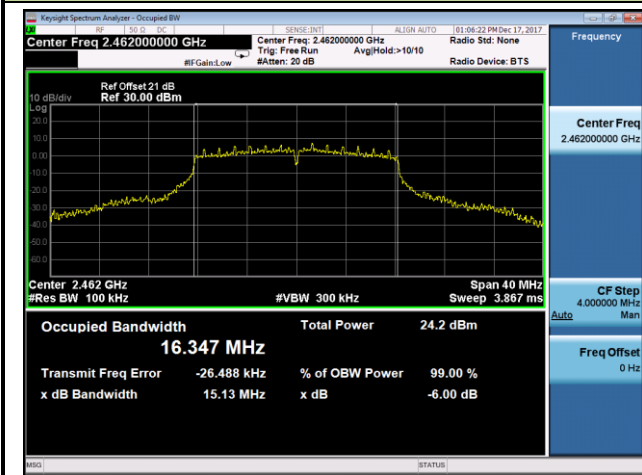 Keysight Spectrum Analyzer - Occupied BW
RF 50 Ω DC SENSE:INT ALIGN AUTO 01:06:22 PM Dec 17, 2017
Center Freq 2.462000000 GHz
Center Freq: 2.462000000 GHz
Radio Std: None
Trig: Free Run Avg|Hold:>10/10
#IFGain:Low #Atten: 20 dB Radio Device: BTS
Frequency
Ref Offset 21 dB
10 dB/div Ref 30.00 dBm
Log
20.0
10.0
0.00
-10.0
-20.0
-30.0
-40.0
-50.0
-60.0
Center 2.462 GHz Span 40 MHz
#Res BW 100 kHz #VBW 300 kHz Sweep 3.867 ms
Occupied Bandwidth Total Power 24.2 dBm
16.347 MHz
Transmit Freq Error -26.488 kHz % of OBW Power 99.00 %
x dB Bandwidth 15.13 MHz x dB -6.00 dB
Center Freq
2.462000000 GHz
CF Step
4.000000 MHz
Auto Man
Freq Offset
0 Hz
MSG STATUS